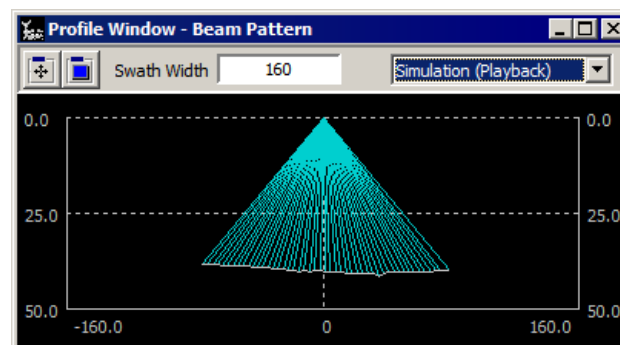 Profile Window - Beam Pattern
Swath Width 160 Simulation (Playback)
0.0 0.0
25.0 25.0
50.0 50.0
-160.0 0 160.0